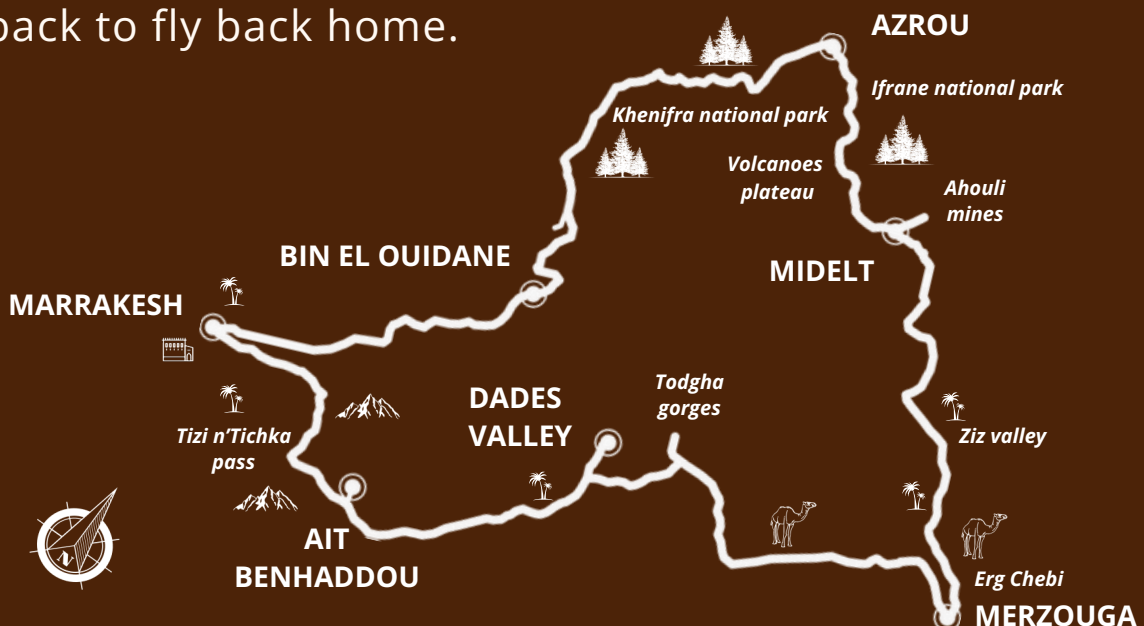 back to fly back home.
AZROU
Ifrane national park
Khenifra national park
Volcanoes
plateau
Ahouli
mines
BIN EL OUIDANE
MIDELT
MARRAKESH
DADES
VALLEY
Todgha
gorges
Tizi n’Tichka
pass
Ziz valley
N
AIT
BENHADDOU
Erg Chebi
MERZOUGA